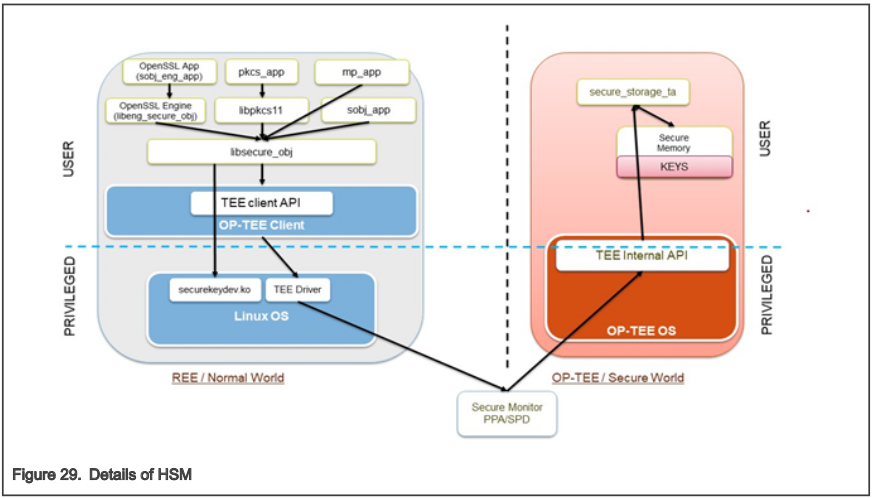 OpenSSL App
(sobj_eng_app)
pkcs_app
mp_app
OpenSSL Engine
(libeng_secure_obj)
libpkcs11
sobj_app
libsecure_obj
USER
TEE client API
OP-TEE Client
PRIVILEGED
securekeydev.ko
TEE Driver
Linux OS
REE / Normal World
secure_storage_ta
Secure
Memory
KEYS
USER
TEE Internal API
OP-TEE OS
PRIVILEGED
OP-TEE / Secure World
Secure Monitor
PPA/SPD
Figure 29. Details of HSM